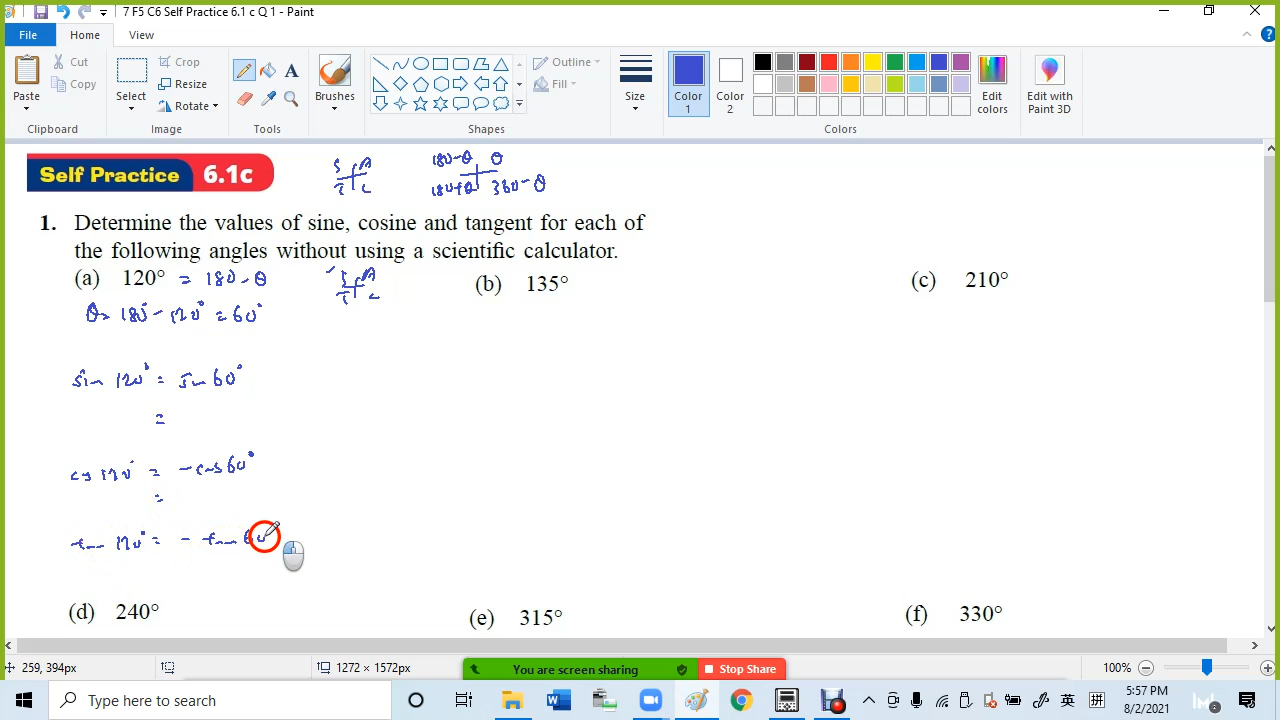 7 F5 C6 Self Practice 6.1 c Q 1 - Paint
File Home View
Paste Cut Copy
Select Crop Resize Rotate
Brushes
Outline Fill
Size
Color 1
Color 2
Edit colors
Edit with Paint 3D
Clipboard Image Tools Shapes Colors
Self Practice 6.1c
S A
T C
180-θ θ
180+θ 360-θ
1. Determine the values of sine, cosine and tangent for each of
the following angles without using a scientific calculator.
(a) 120° = 180-θ
S A
T C
(b) 135°
(c) 210°
θ= 180°-120° = 60°
sin 120° = sin 60°
=
cos 120° = -cos 60°
=
tan 120° = - tan 60
(d) 240°
(e) 315°
(f) 330°
259, 394px
1272 × 1572px
You are screen sharing
Stop Share
100%
Type here to search
英 拼
5:57 PM
8/2/2021